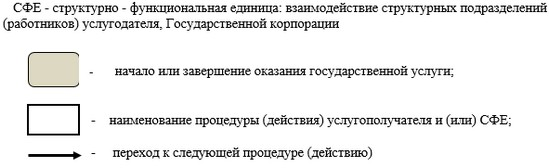 СФЕ - структурно - функциональная единица: взаимодействие структурных подразделений
(работников) услугодателя, Государственной корпорации
- начало или завершение оказания государственной услуги;
- наименование процедуры (действия) услугополучателя и (или) СФЕ;
- переход к следующей процедуре (действию)